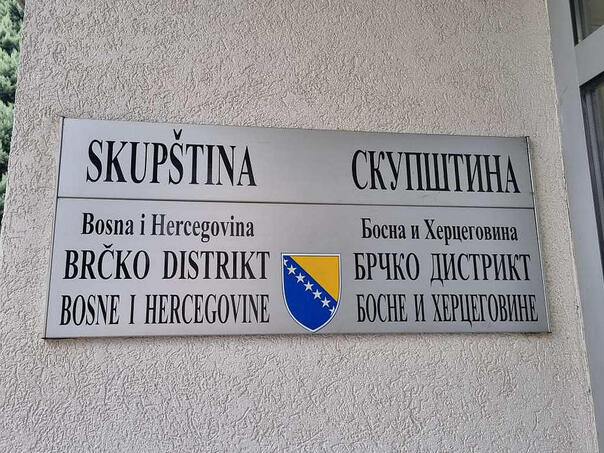 SKUPŠTINA
СКУПШТИНА
Bosna i Hercegovina
BRČKO DISTRIKT
BOSNE I HERCEGOVINE
Босна и Херцеговина
БРЧКО ДИСТРИКТ
БОСНЕ И ХЕРЦЕГОВИНЕ